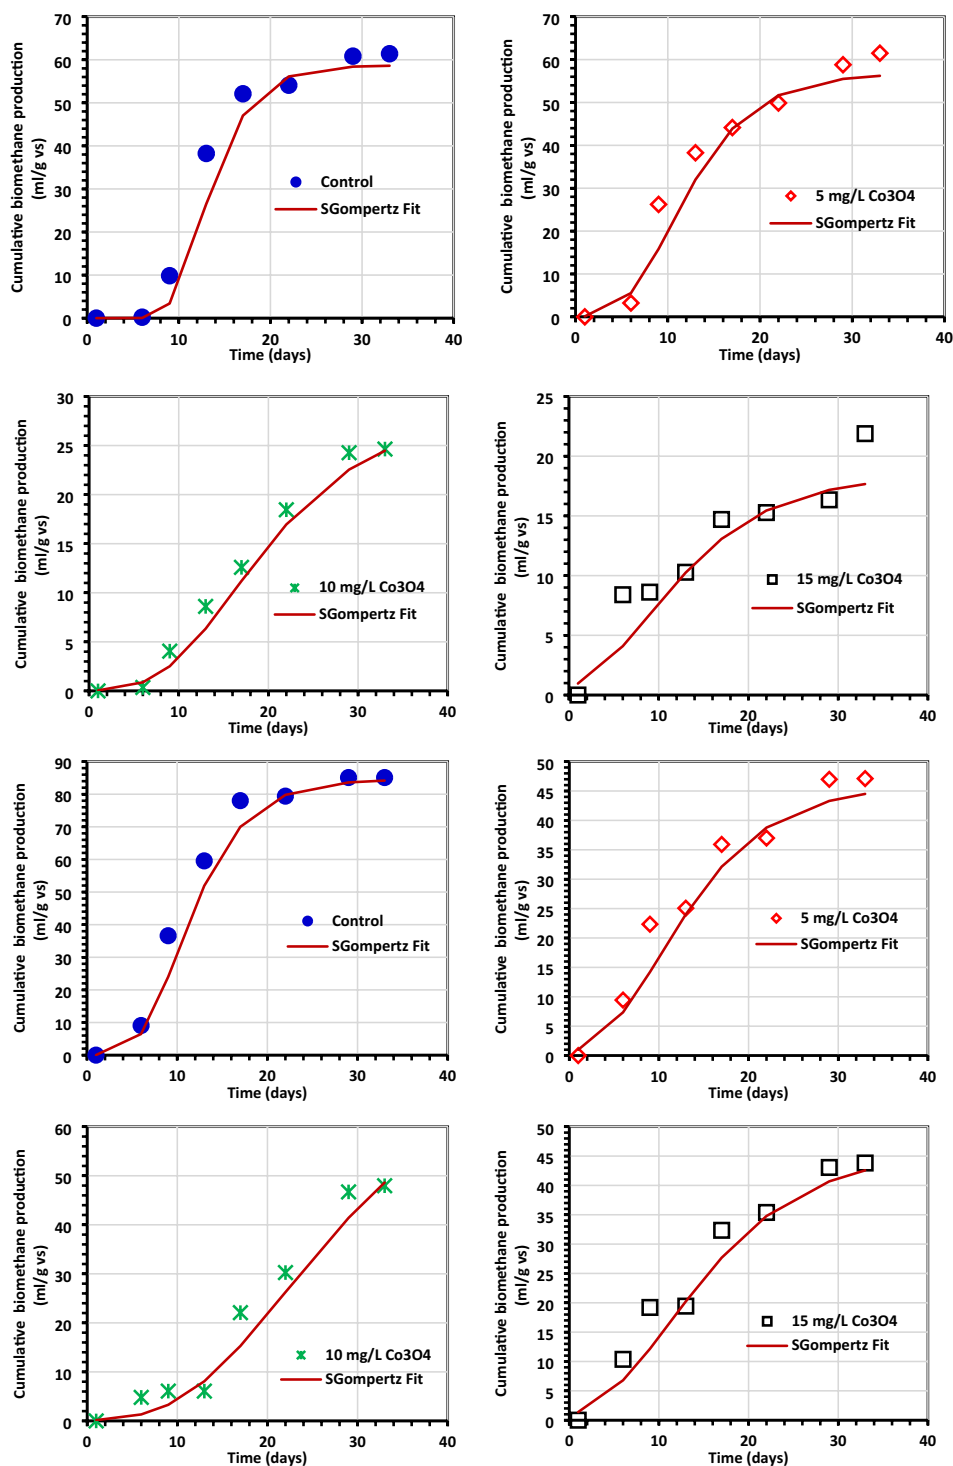 Cumulative biomethane production
(ml/g vs)
70
60
50
40
30
20
10
0
0 10 20 30 40
Time (days)
Control
SGompertz Fit
Cumulative biomethane production
(ml/g vs)
70
60
50
40
30
20
10
0
0 10 20 30 40
Time (days)
5 mg/L Co3O4
SGompertz Fit
Cumulative biomethane production
(ml/g vs)
30
25
20
15
10
5
0
0 10 20 30 40
Time (days)
10 mg/L Co3O4
SGompertz Fit
Cumulative biomethane production
(ml/g vs)
25
20
15
10
5
0
0 10 20 30 40
Time (days)
15 mg/L Co3O4
SGompertz Fit
Cumulative biomethane production
(ml/g vs)
90
80
70
60
50
40
30
20
10
0
0 10 20 30 40
Time (days)
Control
SGompertz Fit
Cumulative biomethane production
(ml/g vs)
50
45
40
35
30
25
20
15
10
5
0
0 10 20 30 40
Time (days)
5 mg/L Co3O4
SGompertz Fit
Cumulative biomethane production
(ml/g vs)
60
50
40
30
20
10
0
0 10 20 30 40
Time (days)
10 mg/L Co3O4
SGompertz Fit
Cumulative biomethane production
(ml/g vs)
50
45
40
35
30
25
20
15
10
5
0
0 10 20 30 40
Time (days)
15 mg/L Co3O4
SGompertz Fit